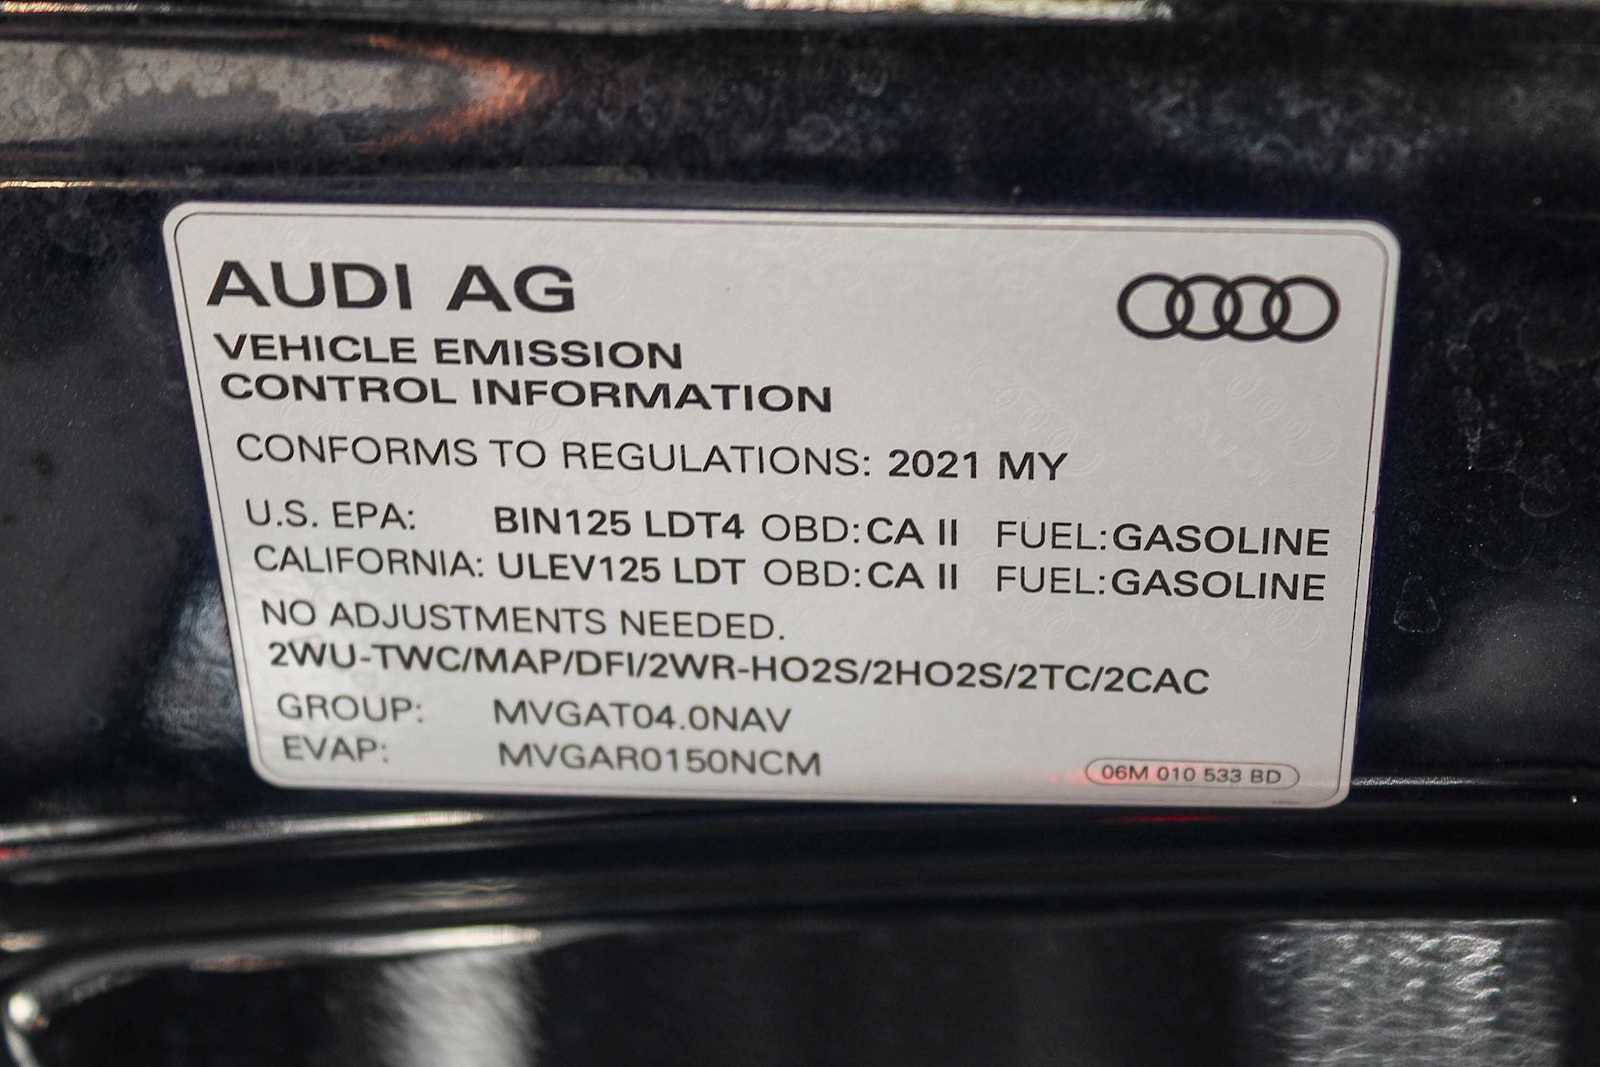 AUDI AG
VEHICLE EMISSION
CONTROL INFORMATION
CONFORMS TO REGULATIONS: 2021 MY
U.S. EPA: BIN125 LDT4 OBD:CA II FUEL:GASOLINE
CALIFORNIA: ULEV125 LDT OBD:CA II FUEL:GASOLINE
NO ADJUSTMENTS NEEDED.
2WU-TWC/MAP/DFI/2WR-HO2S/2HO2S/2TC/2CAC
GROUP: MVGAT04.0NAV
EVAP: MVGAR0150NCM
06M 010 533 BD